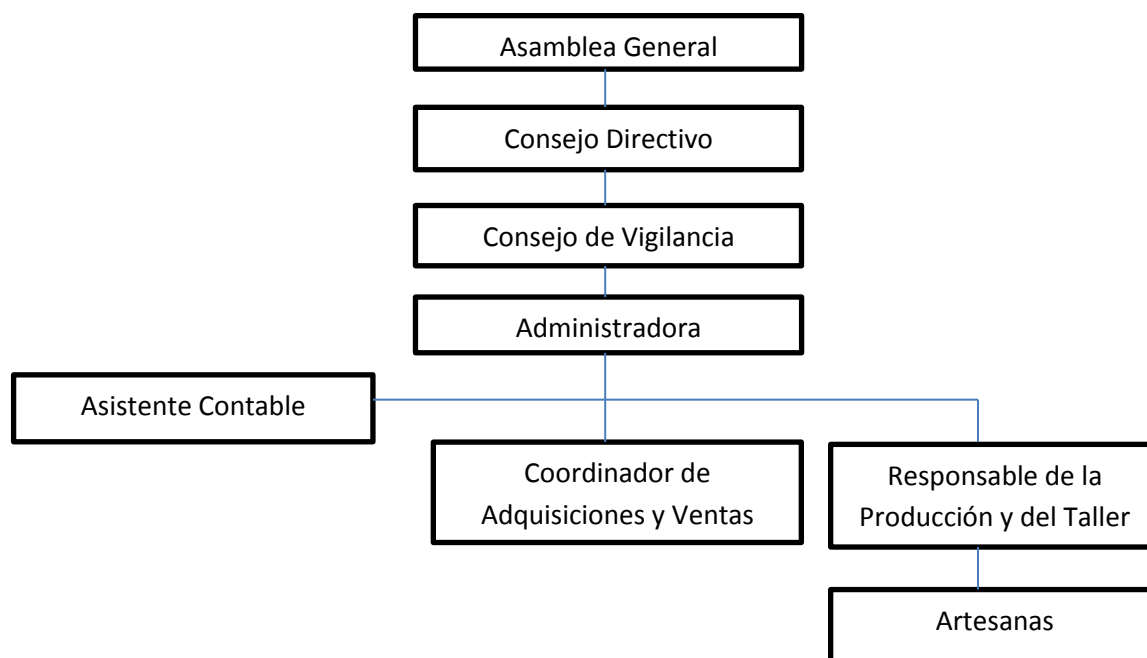 Asamblea General
Consejo Directivo
Consejo de Vigilancia
Administradora
Asistente Contable
Coordinador de
Adquisiciones y Ventas
Responsable de la
Producción y del Taller
Artesanas